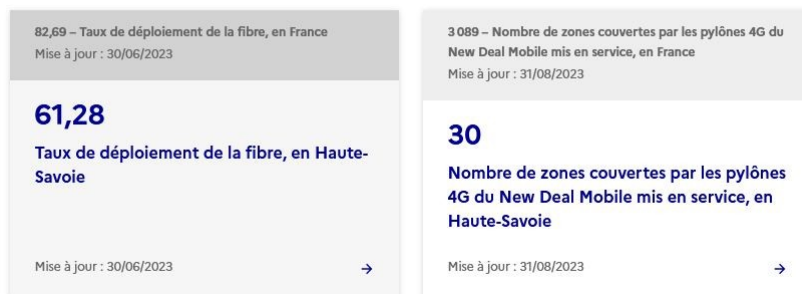 82,69 – Taux de déploiement de la fibre, en France
Mise à jour : 30/06/2023
61,28
Taux de déploiement de la fibre, en Haute-
Savoie
Mise à jour : 30/06/2023
→
3 089 – Nombre de zones couvertes par les pylônes 4G du
New Deal Mobile mis en service, en France
Mise à jour : 31/08/2023
30
Nombre de zones couvertes par les pylônes
4G du New Deal Mobile mis en service, en
Haute-Savoie
Mise à jour : 31/08/2023
→